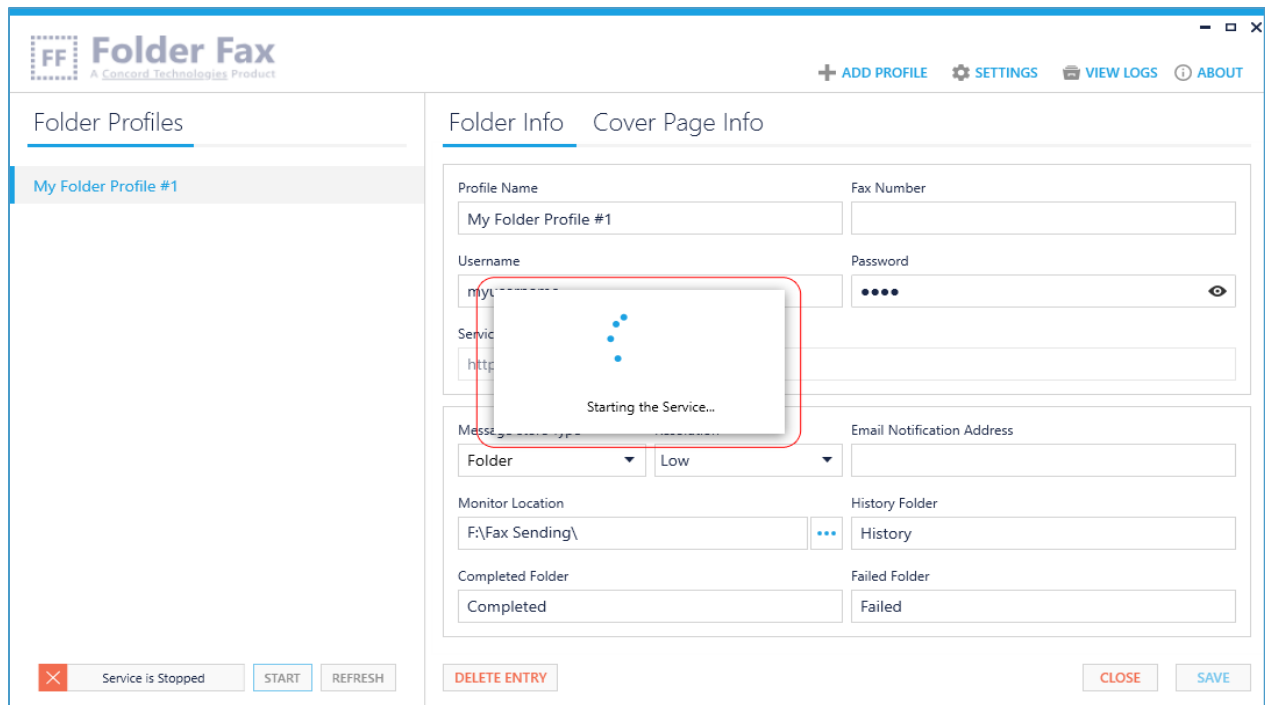 FF Folder Fax
A Concord Technologies Product
ADD PROFILE SETTINGS VIEW LOGS ABOUT
Folder Profiles
My Folder Profile #1
Folder Info Cover Page Info
Profile Name Fax Number
My Folder Profile #1
Username Password
Starting the Service...
Email Notification Address
Folder Low
Monitor Location History Folder
F:\Fax Sending\ History
Completed Folder Failed Folder
Completed Failed
Service is Stopped START REFRESH
DELETE ENTRY CLOSE SAVE